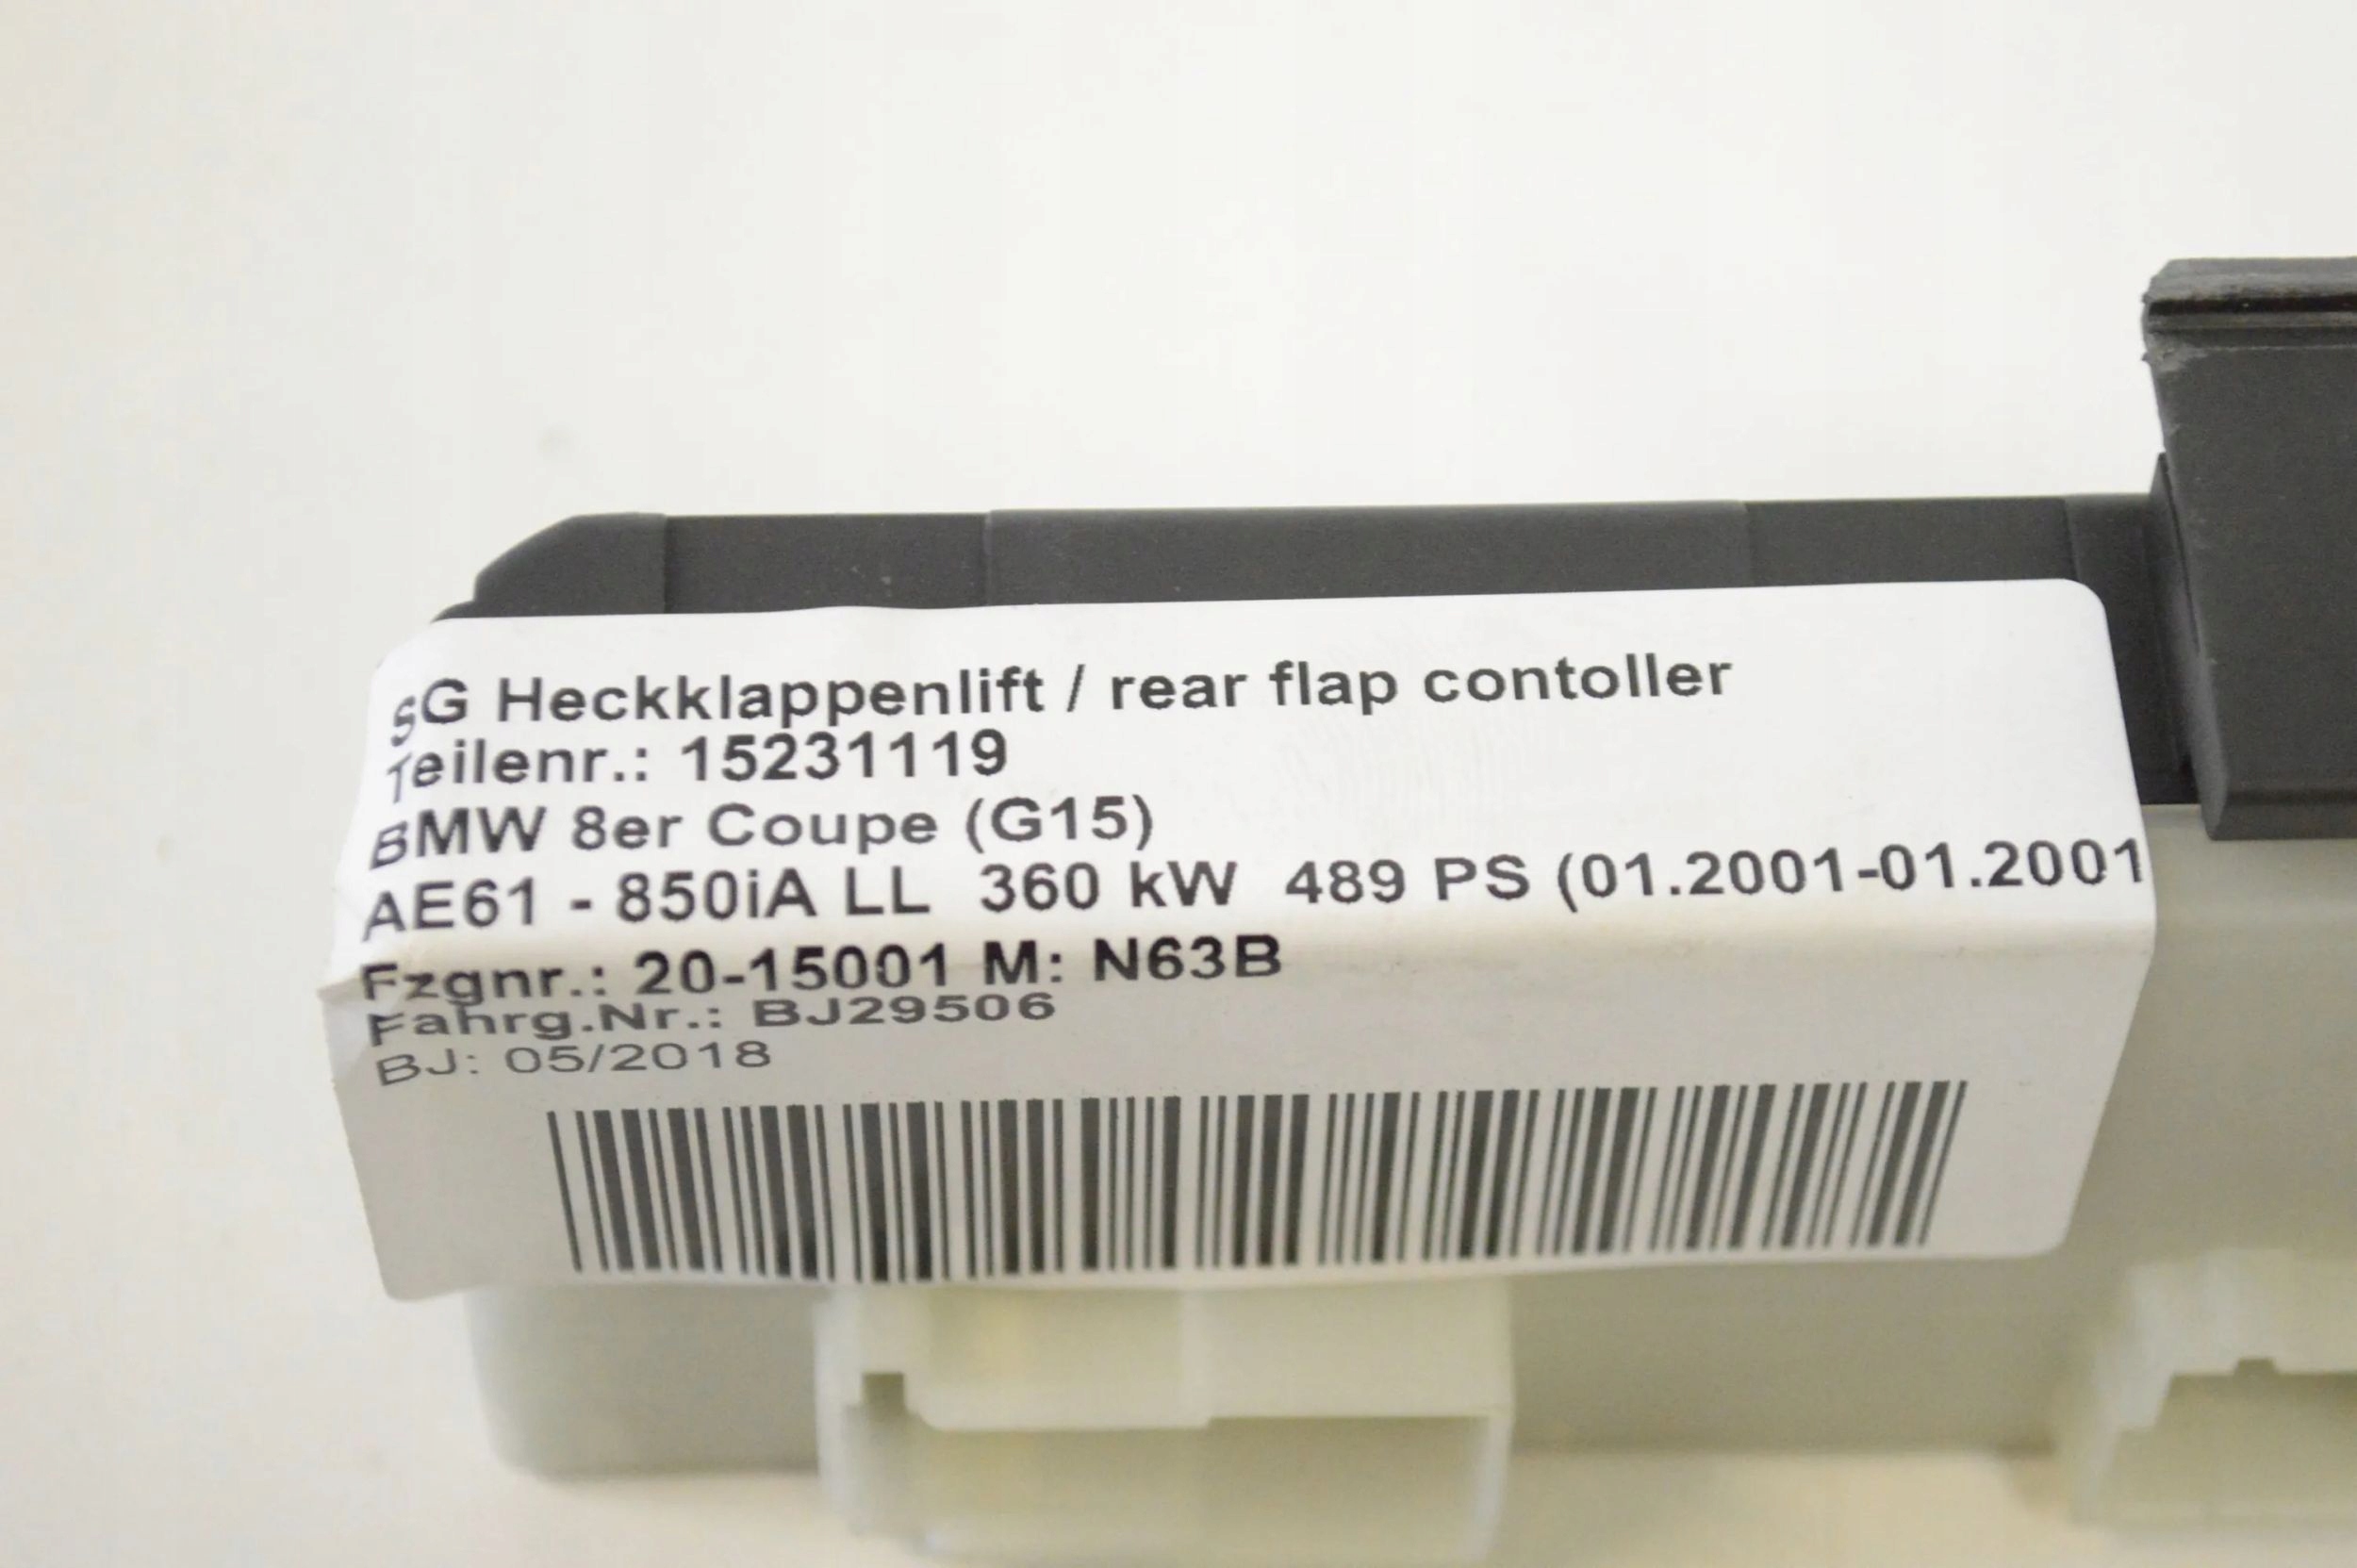 SG Heckklappenlift / rear flap contoller
Teilenr.: 15231119
BMW 8er Coupe (G15)
AE61 - 850iA LL 360 kW 489 PS (01.2001-01.2001
Fzgnr.: 20-15001 M: N63B
Fahrg.Nr.: BJ29506
BJ: 05/2018